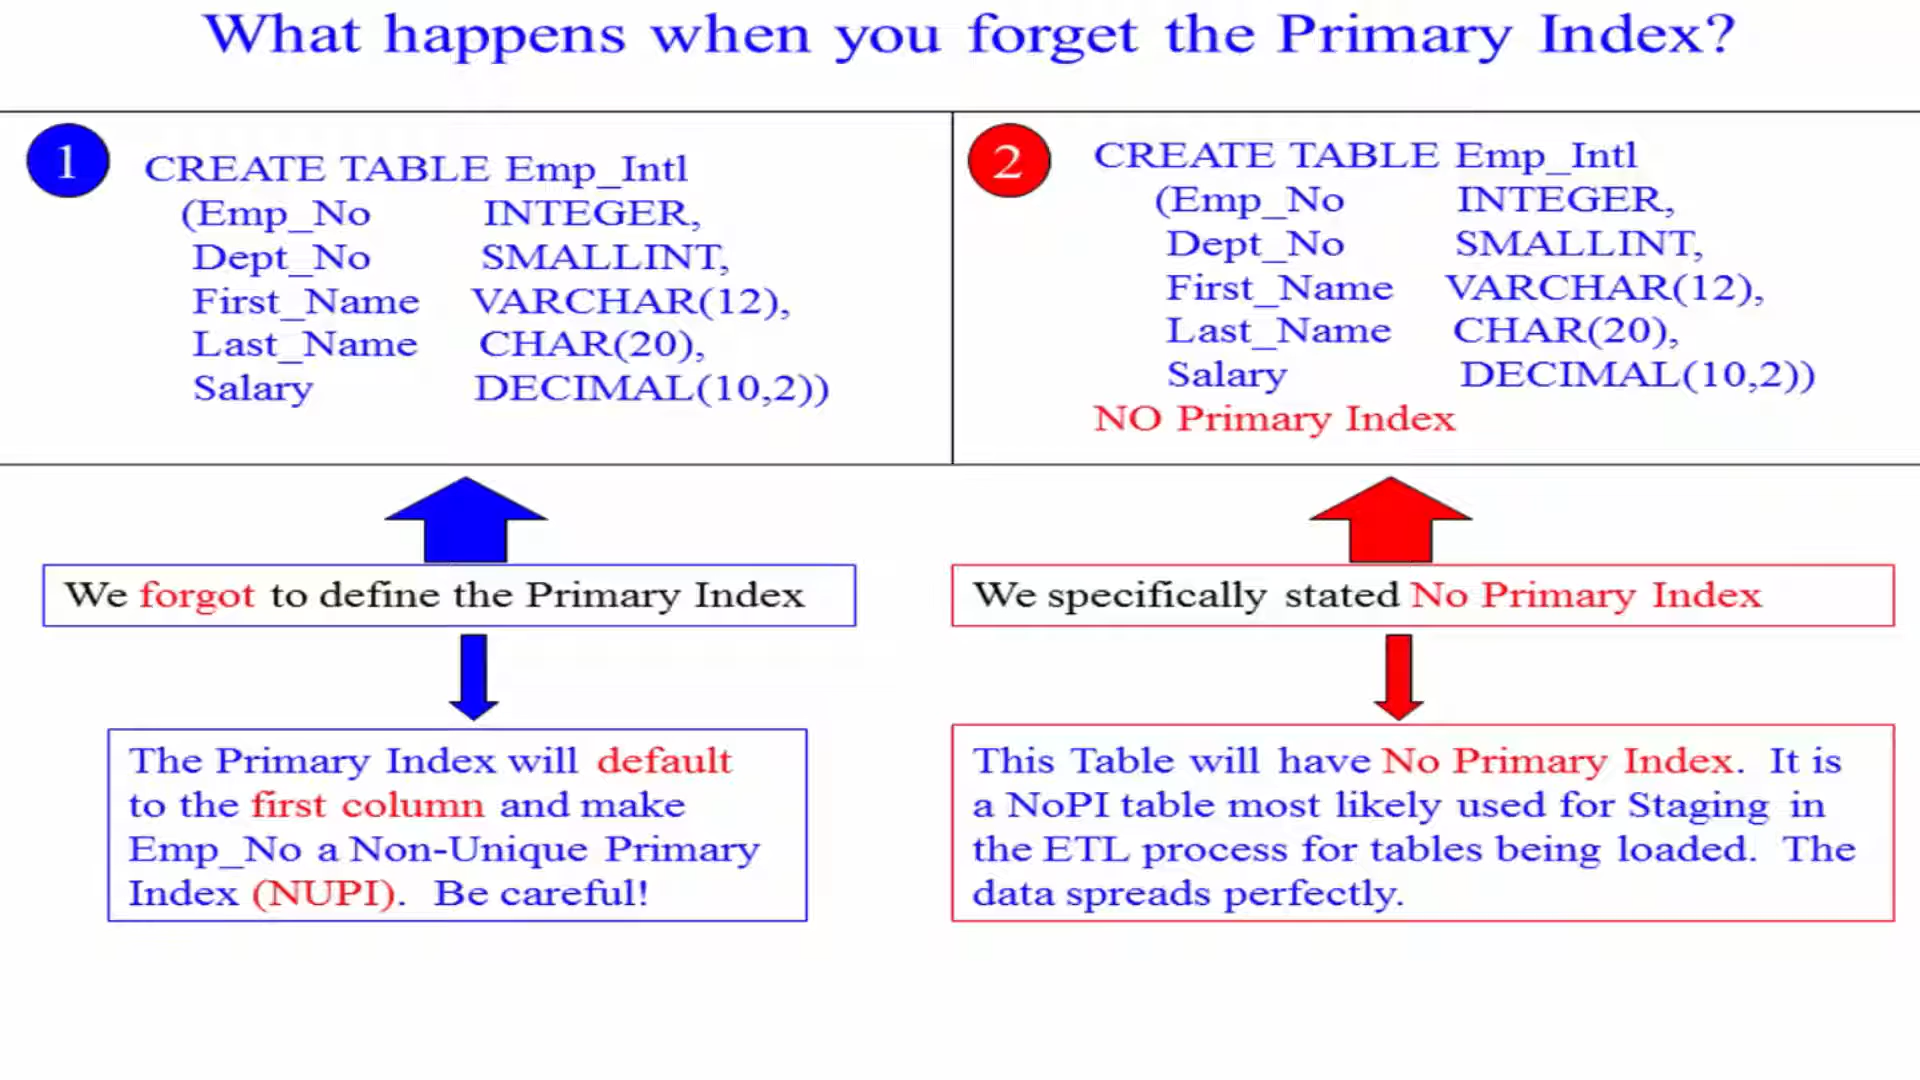 What happens when you forget the Primary Index?
1
CREATE TABLE Emp_Intl
(Emp_No INTEGER,
Dept_No SMALLINT,
First_Name VARCHAR(12),
Last_Name CHAR(20),
Salary DECIMAL(10,2))
2
CREATE TABLE Emp_Intl
(Emp_No INTEGER,
Dept_No SMALLINT,
First_Name VARCHAR(12),
Last_Name CHAR(20),
Salary DECIMAL(10,2))
NO Primary Index
We forgot to define the Primary Index
The Primary Index will default
to the first column and make
Emp_No a Non-Unique Primary
Index (NUPI). Be careful!
We specifically stated No Primary Index
This Table will have No Primary Index. It is
a NoPI table most likely used for Staging in
the ETL process for tables being loaded. The
data spreads perfectly.